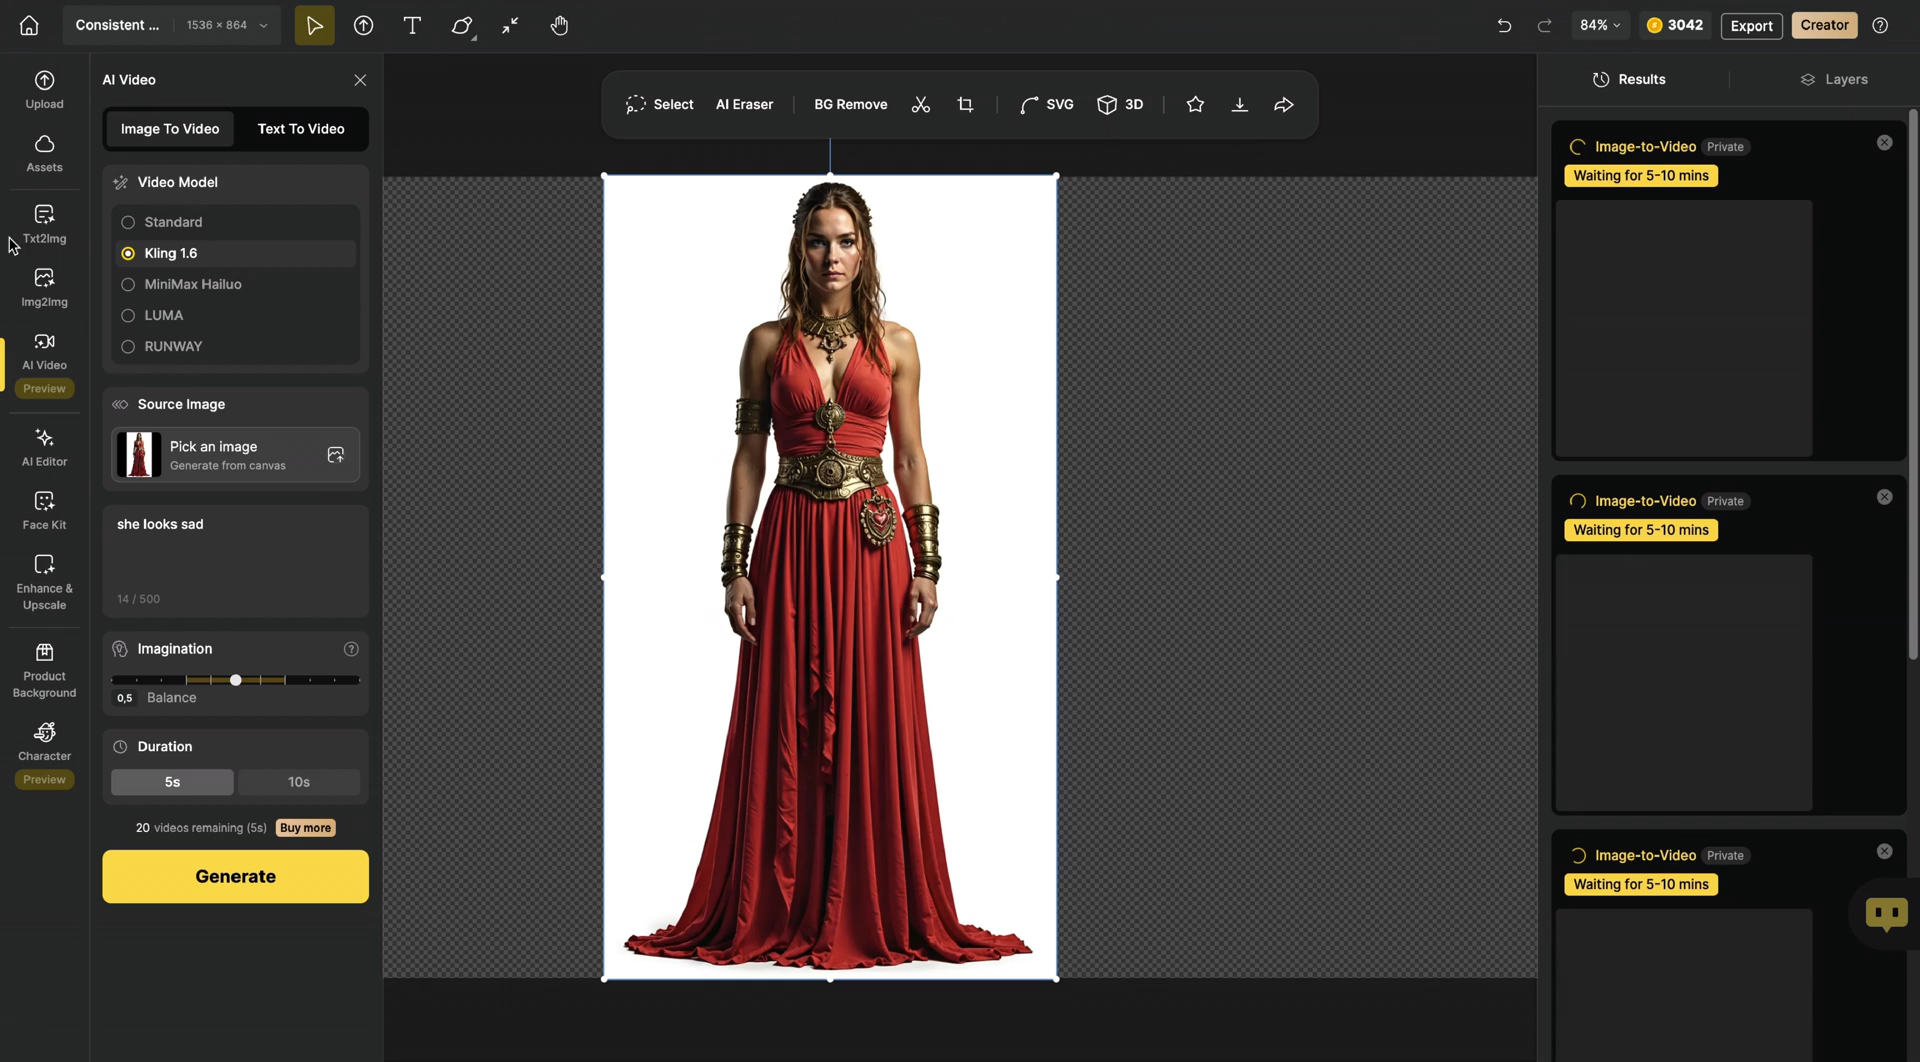 Consistent ...
1536 × 864
84%
3042
Export
Creator
Upload
Assets
Txt2Img
Img2Img
AI Video
Preview
AI Editor
Face Kit
Enhance &
Upscale
Product
Background
Character
Preview
AI Video
Image To Video
Text To Video
Video Model
Standard
Kling 1.6
MiniMax Hailuo
LUMA
RUNWAY
Source Image
Pick an image
Generate from canvas
she looks sad
14 / 500
Imagination
0,5 Balance
Duration
5s
10s
20 videos remaining (5s) Buy more
Generate
Select
AI Eraser
BG Remove
SVG
3D
Results
Layers
Image-to-Video Private
Waiting for 5-10 mins
Image-to-Video Private
Waiting for 5-10 mins
Image-to-Video Private
Waiting for 5-10 mins